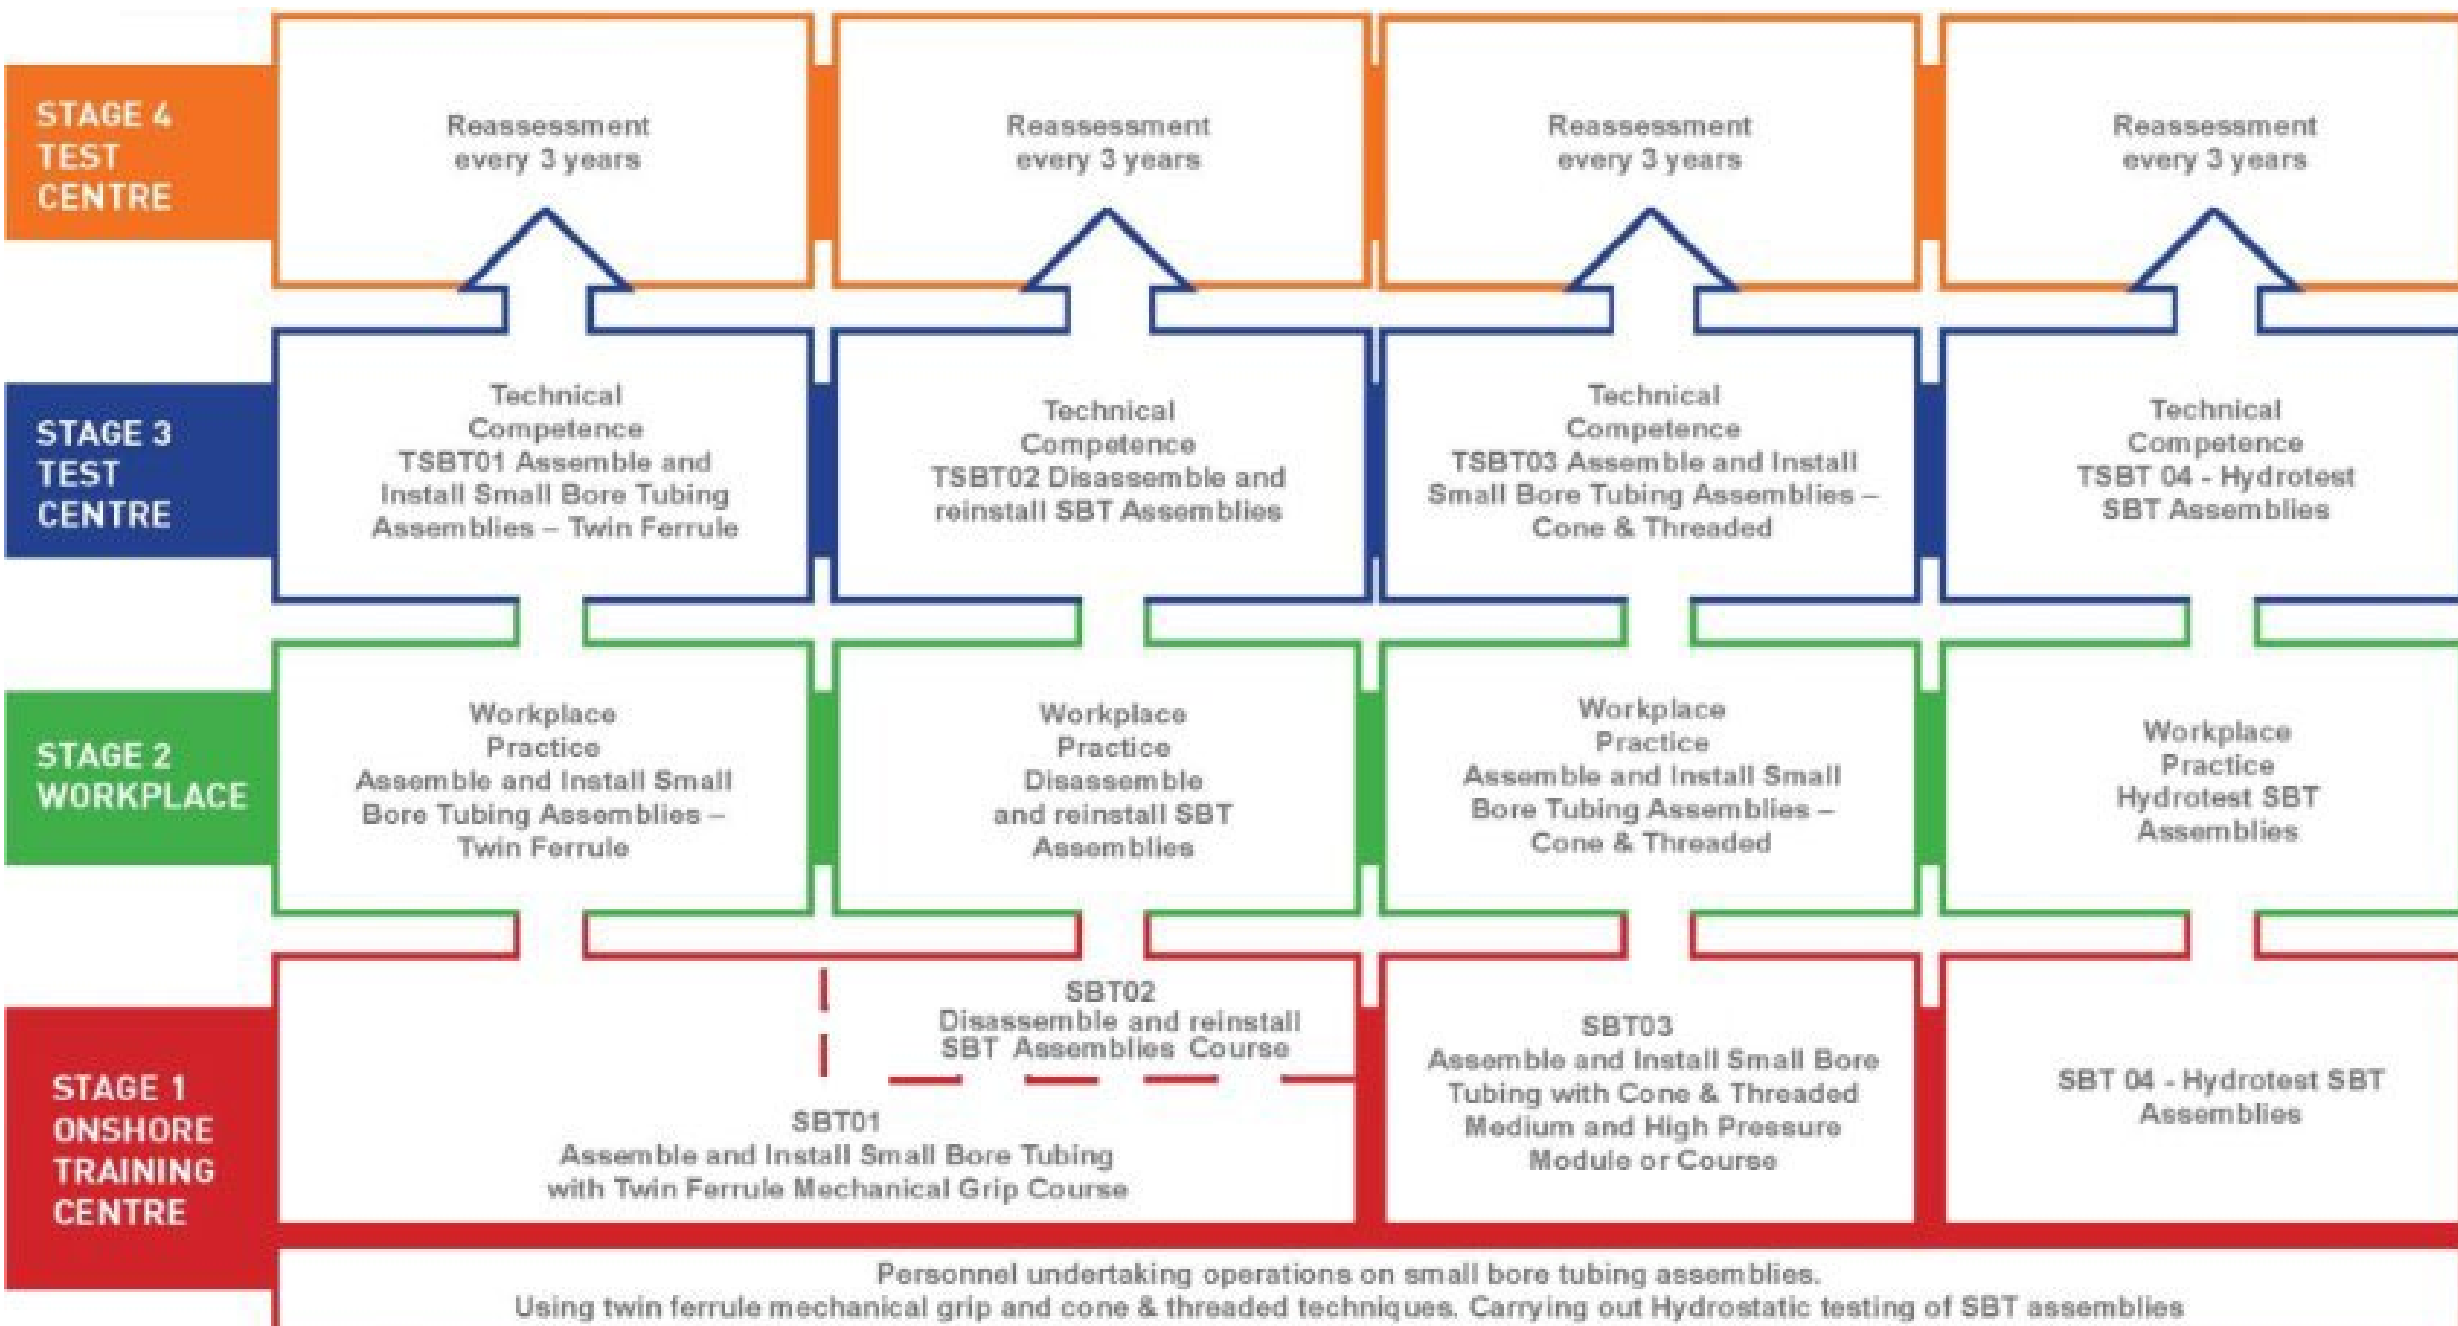 STAGE 4
TEST
CENTRE
Reassessment
every 3 years
Reassessment
every 3 years
Reassessment
every 3 years
Reassessment
every 3 years
STAGE 3
TEST
CENTRE
Technical
Competence
TSBT01 Assemble and
Install Small Bore Tubing
Assemblies – Twin Ferrule
Technical
Competence
TSBT02 Disassemble and
reinstall SBT Assemblies
Technical
Competence
TSBT03 Assemble and Install
Small Bore Tubing Assemblies –
Cone & Threaded
Technical
Competence
TSBT 04 - Hydrotest
SBT Assemblies
STAGE 2
WORKPLACE
Workplace
Practice
Assemble and Install Small
Bore Tubing Assemblies –
Twin Ferrule
Workplace
Practice
Disassemble
and reinstall SBT
Assemblies
Workplace
Practice
Assemble and Install Small
Bore Tubing Assemblies –
Cone & Threaded
Workplace
Practice
Hydrotest SBT
Assemblies
STAGE 1
ONSHORE
TRAINING
CENTRE
SBT02
Disassemble and reinstall
SBT Assemblies Course
SBT01
Assemble and Install Small Bore Tubing
with Twin Ferrule Mechanical Grip Course
SBT03
Assemble and Install Small Bore
Tubing with Cone & Threaded
Medium and High Pressure
Module or Course
SBT 04 - Hydrotest SBT
Assemblies
Personnel undertaking operations on small bore tubing assemblies.
Using twin ferrule mechanical grip and cone & threaded techniques. Carrying out Hydrostatic testing of SBT assemblies